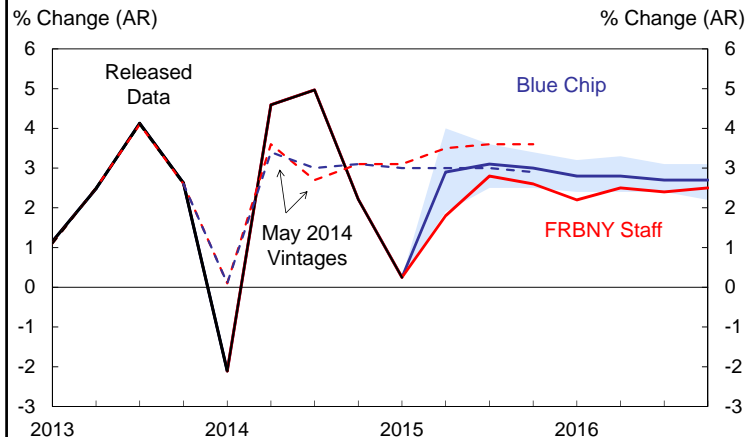 % Change (AR) % Change (AR)
6 6
5 5
4 4
3 3
2 2
1 1
0 0
-1 -1
-2 -2
-3 -3
Released
Data
Blue Chip
May 2014
Vintages
FRBNY Staff
2013 2014 2015 2016